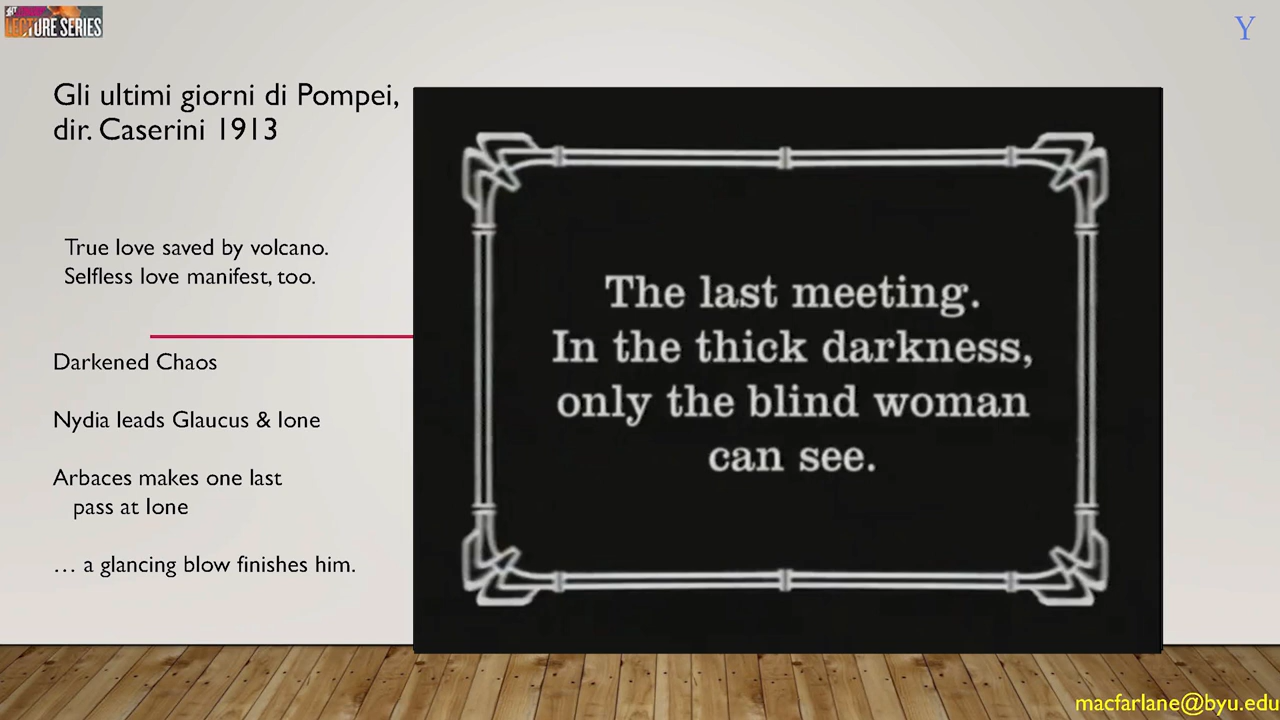 LECTURE SERIES
Y
Gli ultimi giorni di Pompei,
dir. Caserini 1913
True love saved by volcano.
Selfless love manifest, too.
Darkened Chaos
Nydia leads Glaucus & Ione
Arbaces makes one last
pass at Ione
… a glancing blow finishes him.
The last meeting.
In the thick darkness,
only the blind woman
can see.
macfarlane@byu.edu